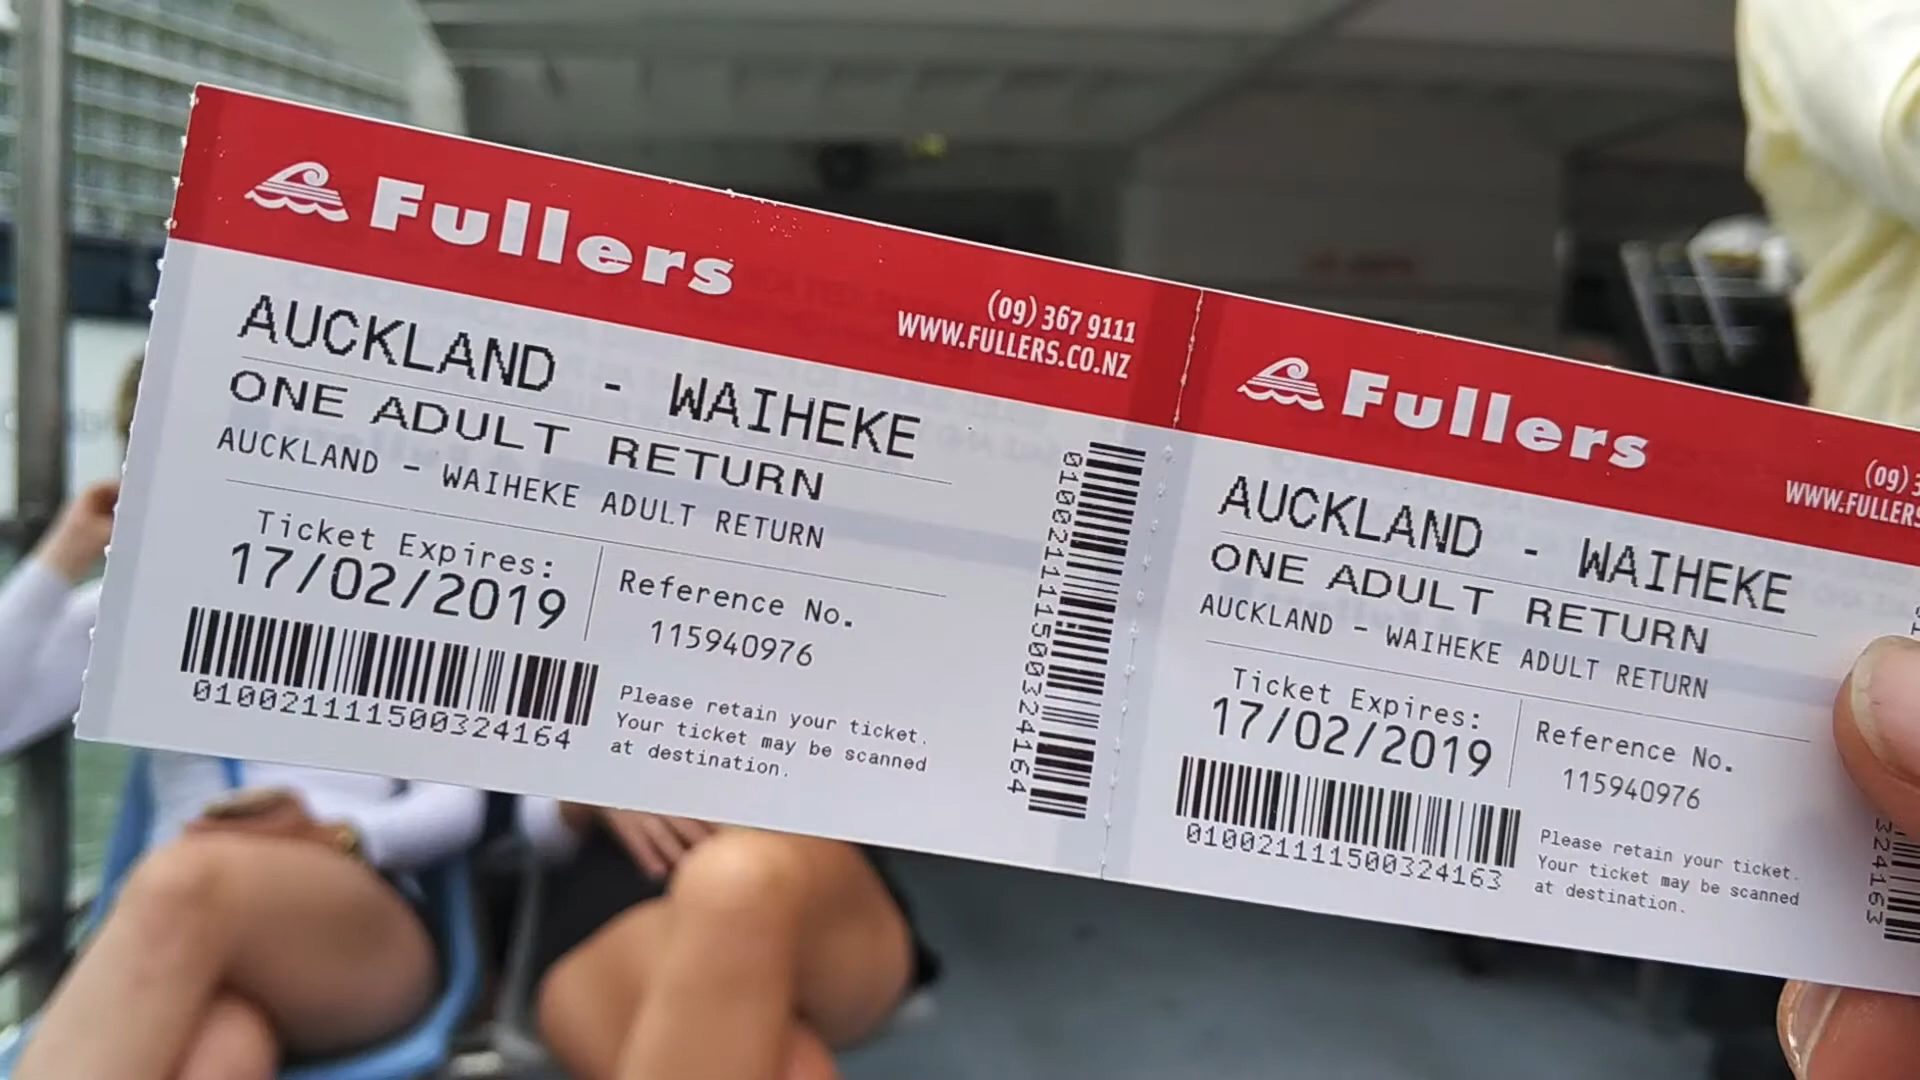 Fullers
(09) 367 9111
WWW.FULLERS.CO.NZ
AUCKLAND - WAIHEKE
ONE ADULT RETURN
AUCKLAND - WAIHEKE ADULT RETURN
Ticket Expires:
17/02/2019
Reference No.
115940976
010021111500324164
Please retain your ticket.
Your ticket may be scanned
at destination.
010021111500324164
Fullers
(09)
WWW.FULLERS
AUCKLAND - WAIHEKE
ONE ADULT RETURN
AUCKLAND - WAIHEKE ADULT RETURN
Ticket Expires:
17/02/2019
Reference No.
115940976
010021111500324163
Please retain your ticket.
Your ticket may be scanned
at destination.
324163